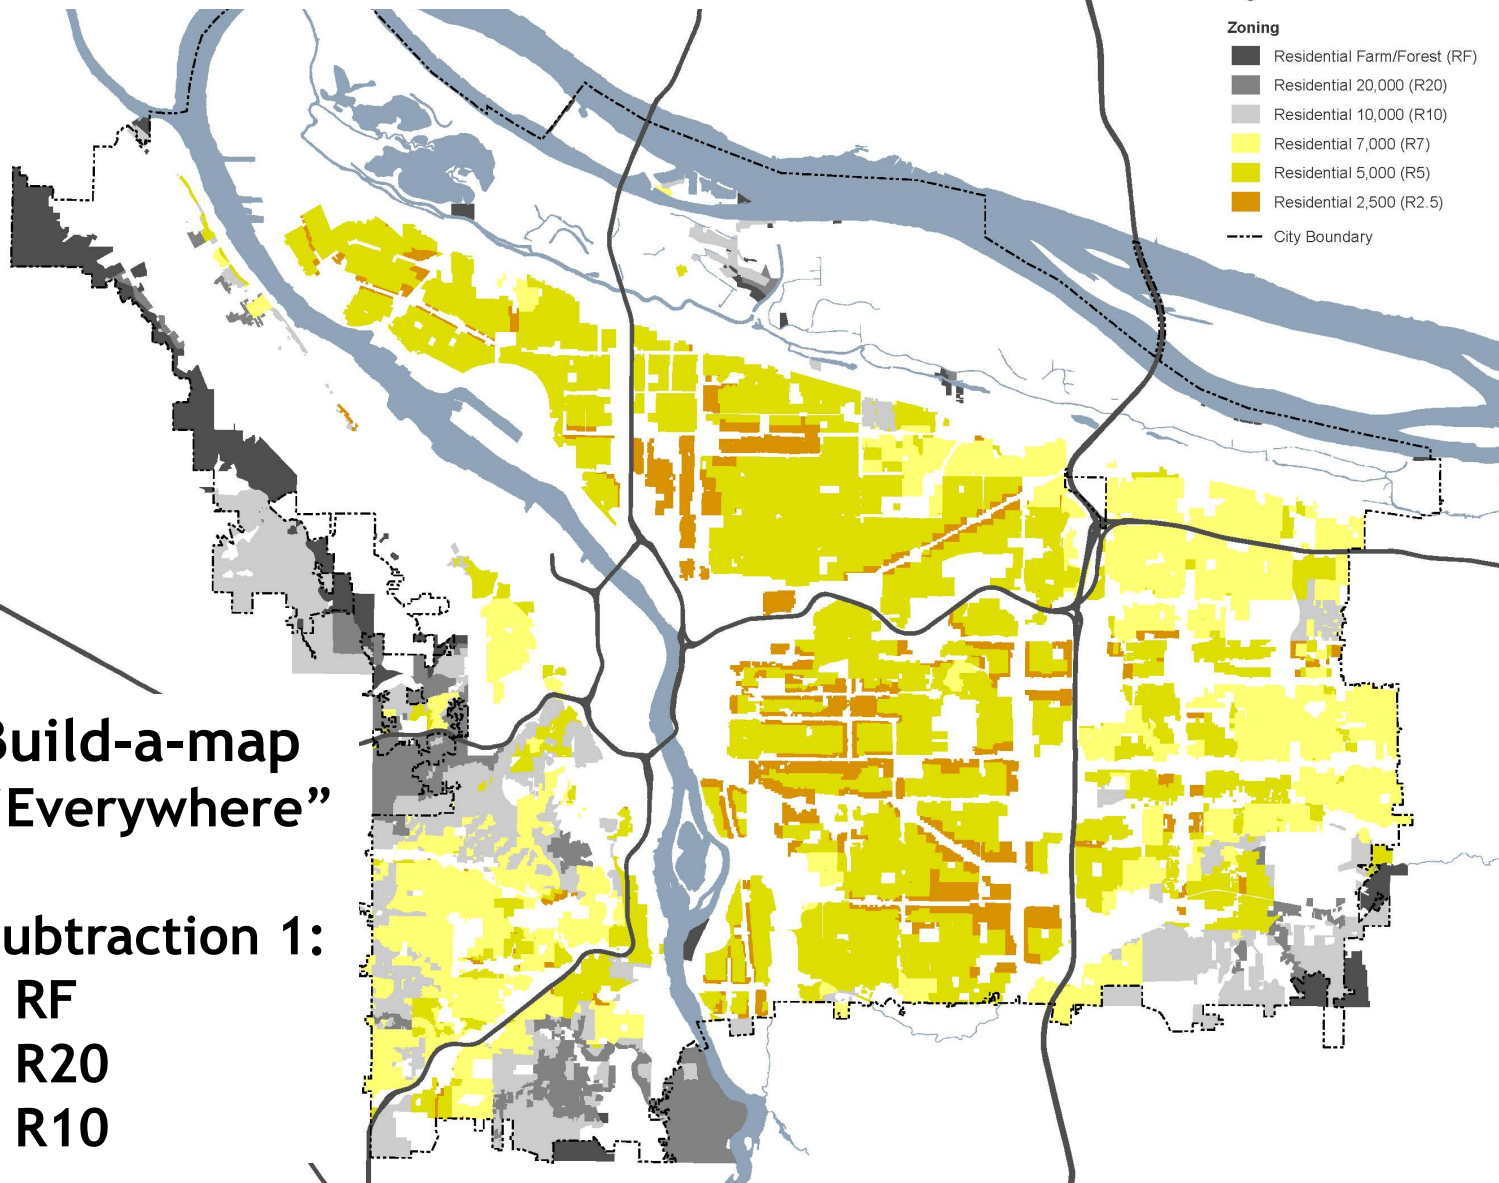 Zoning
Residential Farm/Forest (RF)
Residential 20,000 (R20)
Residential 10,000 (R10)
Residential 7,000 (R7)
Residential 5,000 (R5)
Residential 2,500 (R2.5)
City Boundary
Build-a-map
“Everywhere”
ubtraction 1:
RF
R20
R10